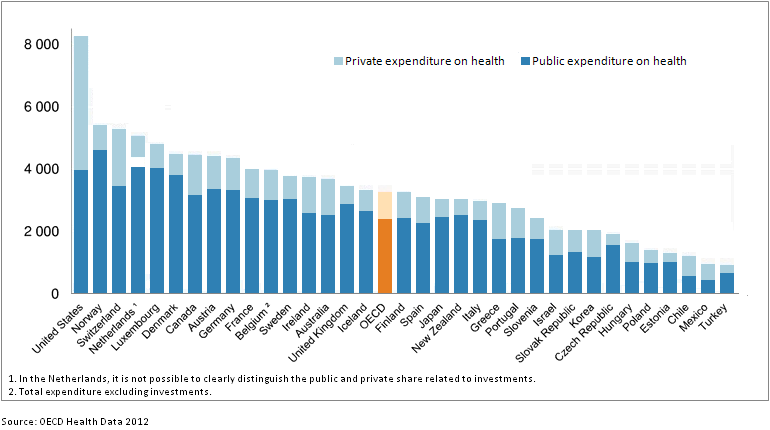 8 000
Private expenditure on health
Public expenditure on health
6 000
4 000
2 000
0
United States
Norway
Switzerland
Netherlands ¹
Luxembourg
Denmark
Canada
Austria
Germany
France
Belgium ²
Sweden
Ireland
Australia
United Kingdom
Iceland
OECD
Finland
Spain
Japan
New Zealand
Italy
Greece
Portugal
Slovenia
Israel
Slovak Republic
Korea
Czech Republic
Hungary
Poland
Estonia
Chile
Mexico
Turkey
1. In the Netherlands, it is not possible to clearly distinguish the public and private share related to investments.
2. Total expenditure excluding investments.
Source: OECD Health Data 2012